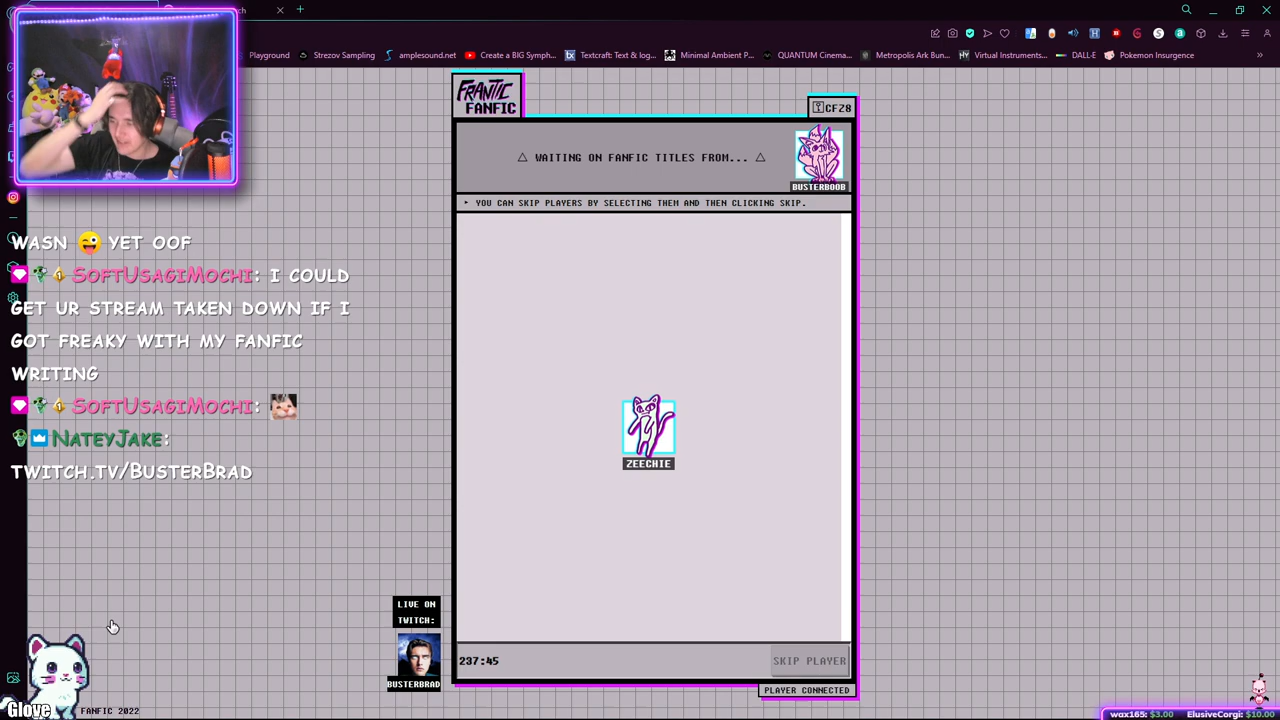 Playground
Strezov Sampling
amplesound.net
Create a BIG Symph...
Textcraft: Text & log...
Minimal Ambient P...
QUANTUM Cinema...
Metropolis Ark Bun...
Virtual Instruments...
DALL·E
Pokemon Insurgence
FRANTIC
FANFIC
CFZ8
△ WAITING ON FANFIC TITLES FROM... △
BUSTERBOOB
▸ YOU CAN SKIP PLAYERS BY SELECTING THEM AND THEN CLICKING SKIP.
WASN 😜 YET OOF
SOFTUSAGIMOCHI: I COULD
GET UR STREAM TAKEN DOWN IF I
GOT FREAKY WITH MY FANFIC
WRITING
SOFTUSAGIMOCHI:
NATEYJAKE:
TWITCH.TV/BUSTERBRAD
ZEECHIE
LIVE ON
TWITCH:
BUSTERBRAD
237:45
SKIP PLAYER
PLAYER CONNECTED
Glove
FANFIC 2022
wax165: $3.00 ElusiveCorgi: $10.00